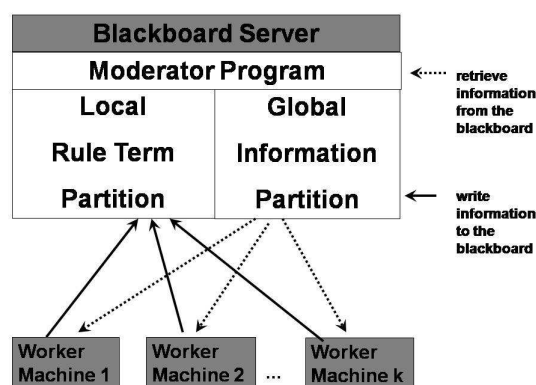 Blackboard Server
Moderator Program
Local
Rule Term
Partition
Global
Information
Partition
retrieve
information
from the
blackboard
write
information
to the
blackboard
Worker
Machine 1
Worker
Machine 2
...
Worker
Machine k